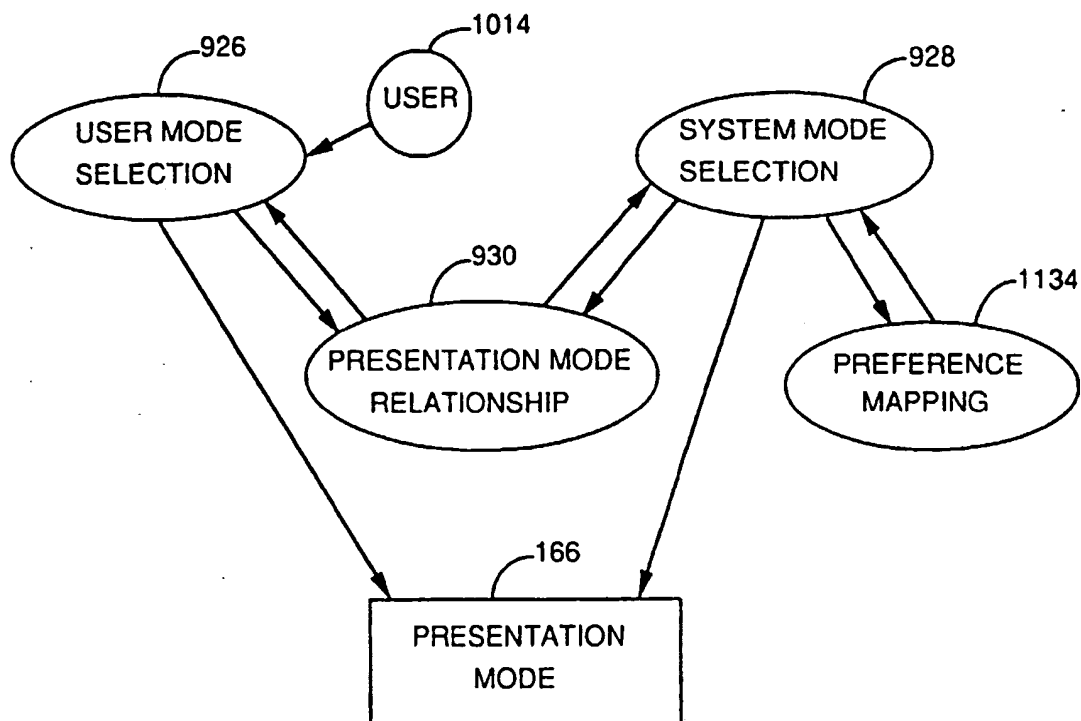 1014
926
928
USER
USER MODE
SELECTION
SYSTEM MODE
SELECTION
930
1134
PRESENTATION MODE
RELATIONSHIP
PREFERENCE
MAPPING
166
PRESENTATION
MODE